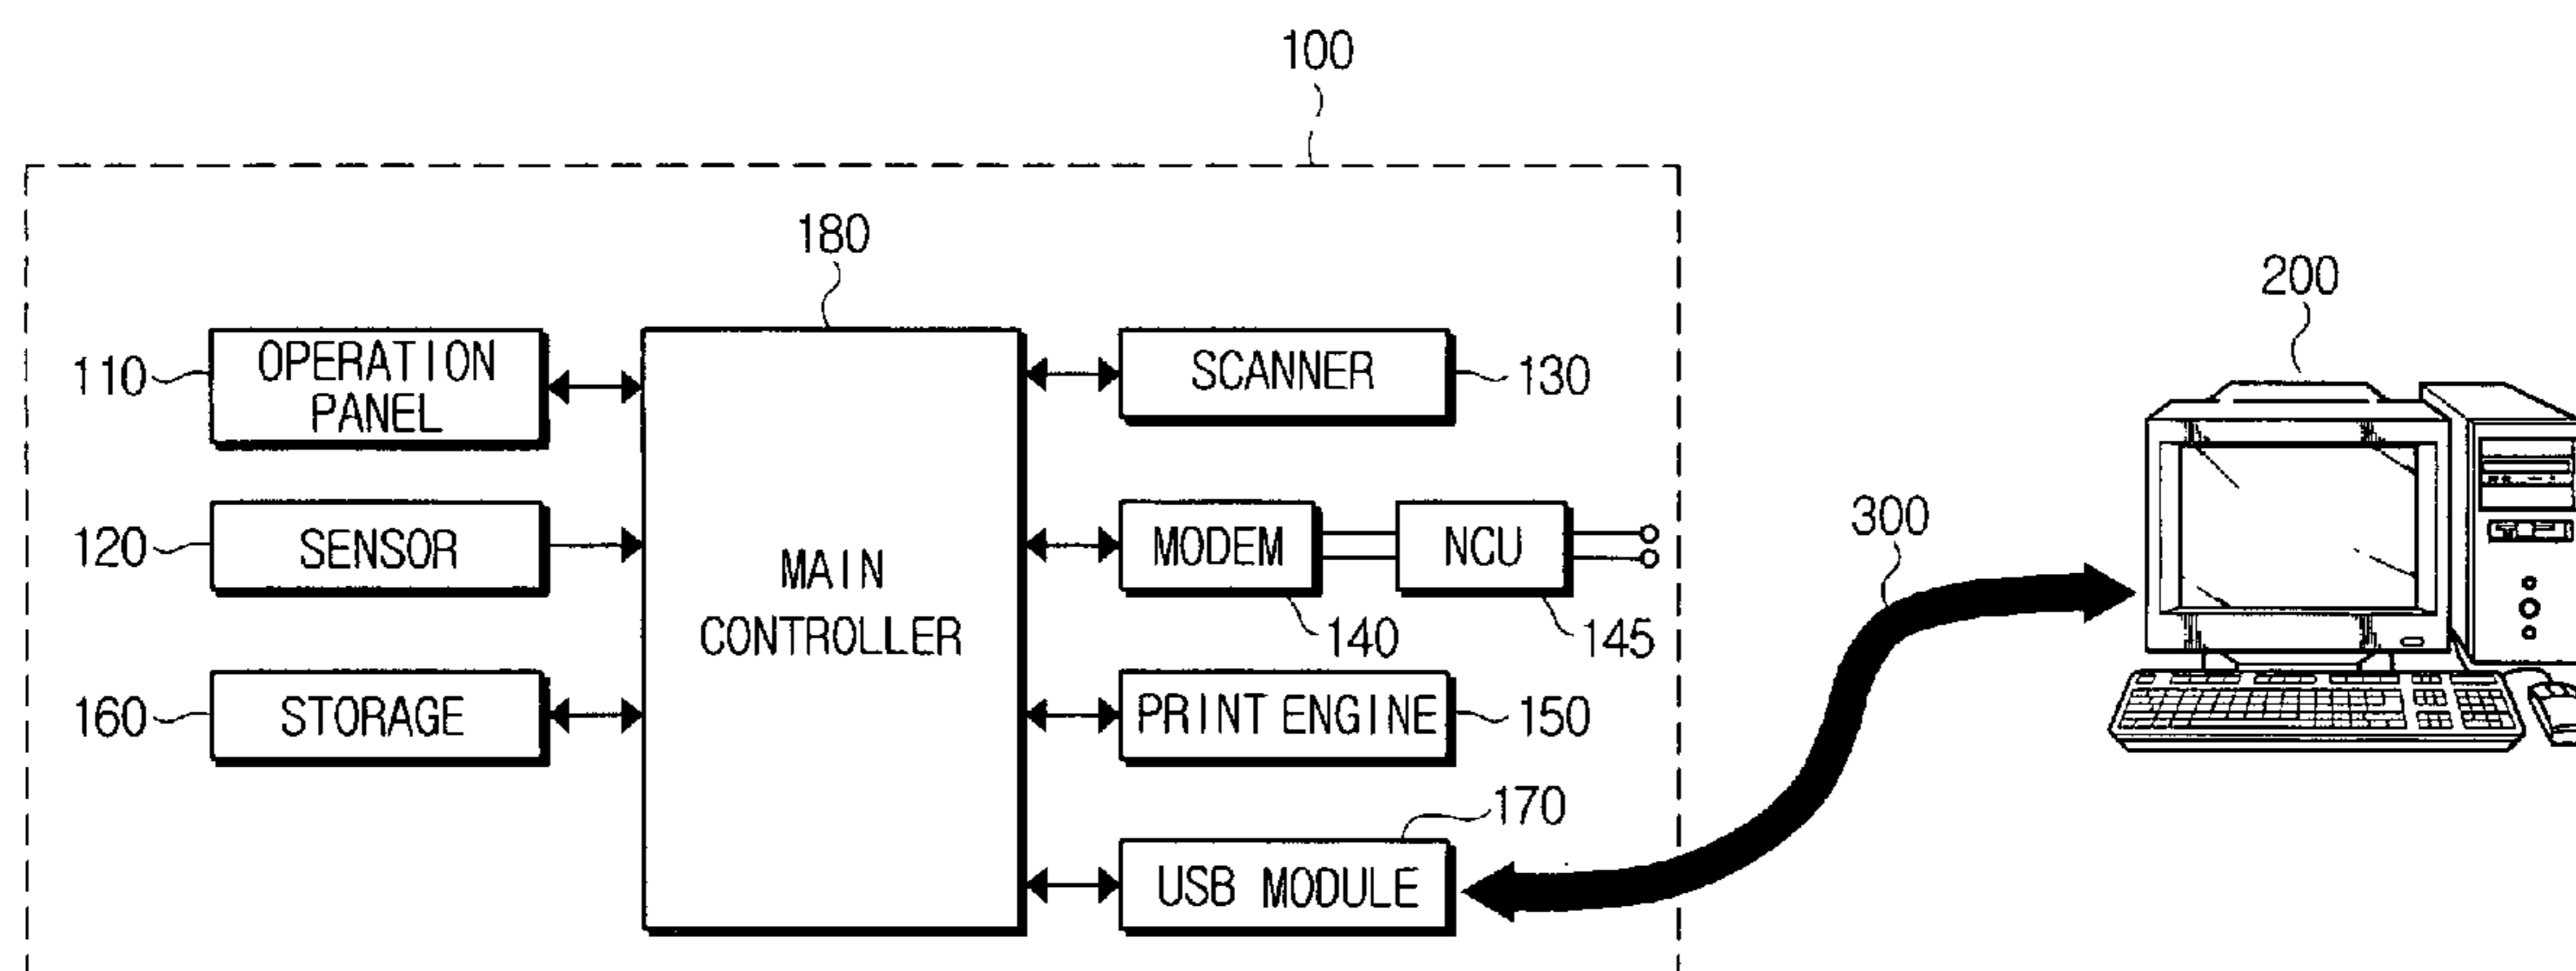 100
180
200
110
OPERATION
PANEL
SCANNER
130
300
120
SENSOR
MAIN
CONTROLLER
MODEM
NCU
140
145
160
STORAGE
PRINT ENGINE
150
170
USB MODULE